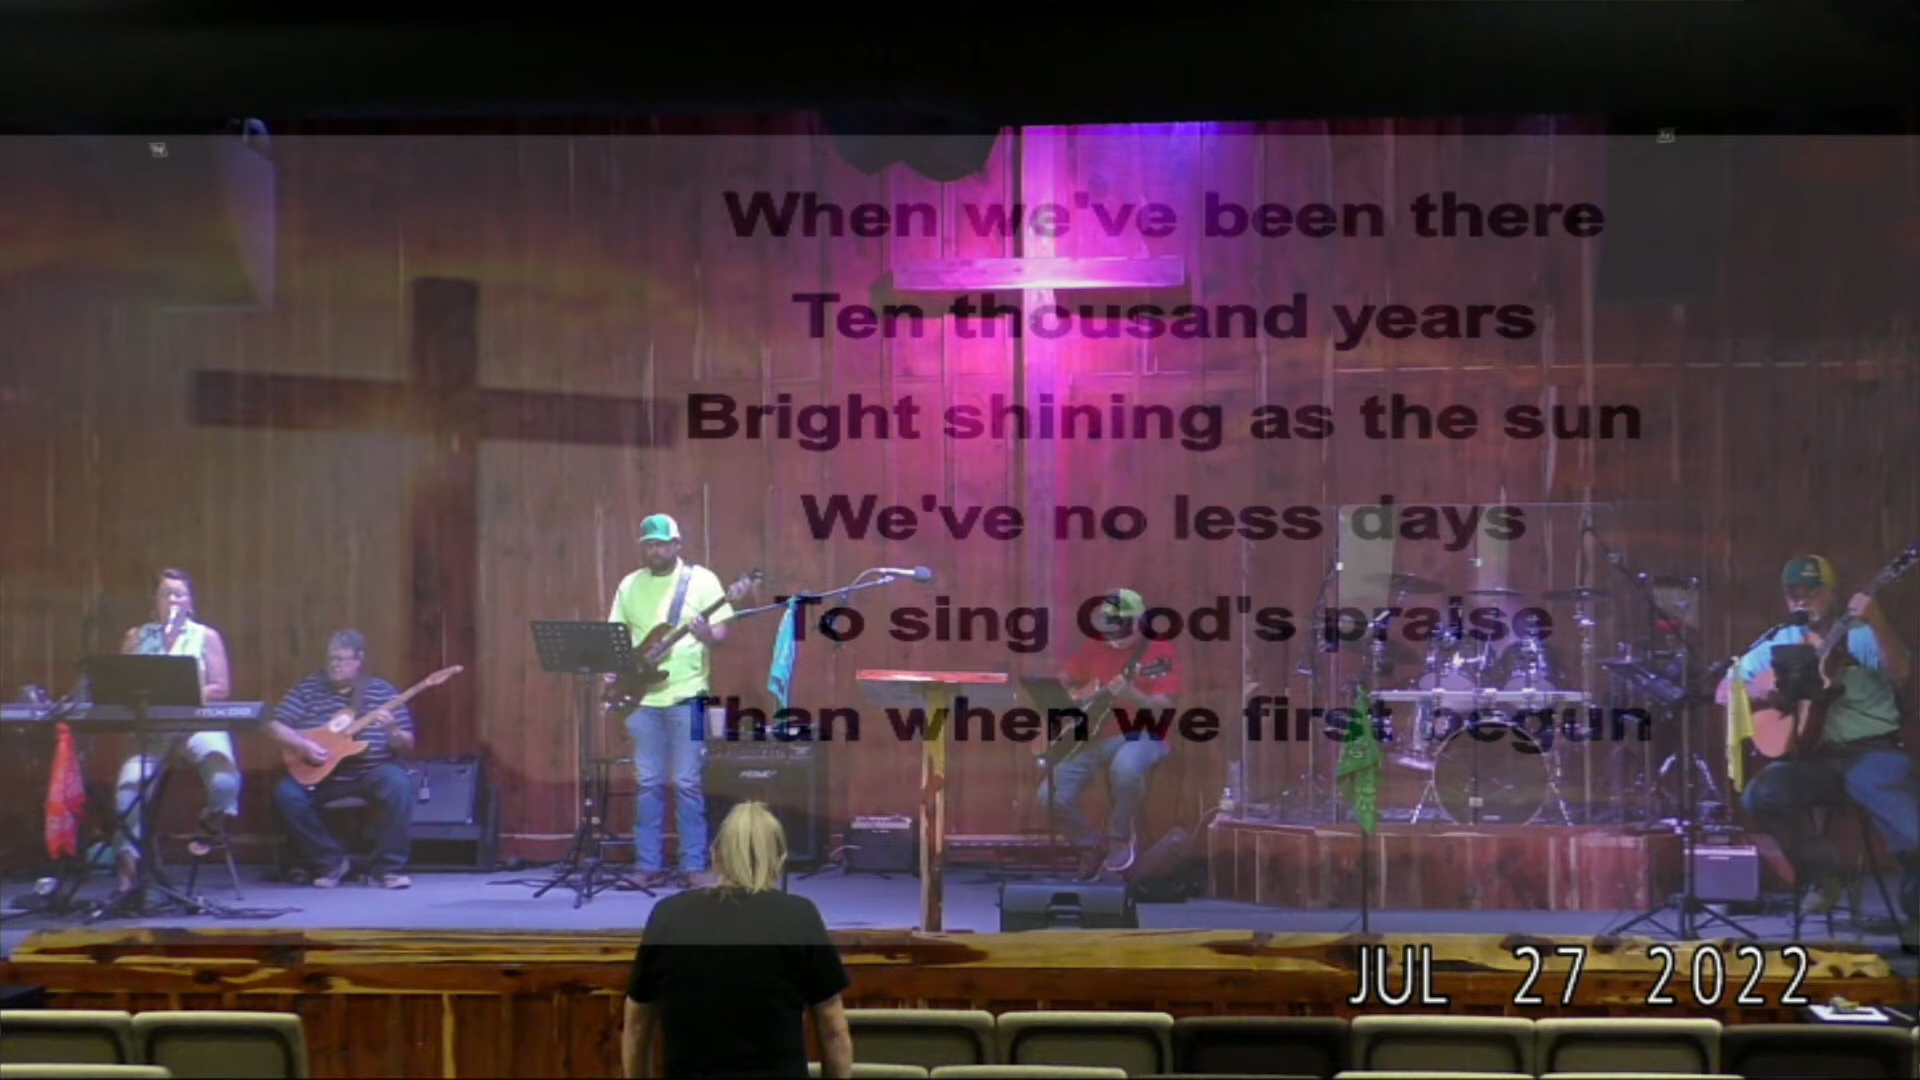 When we've been there
Ten thousand years
Bright shining as the sun
We've no less days
To sing God's praise
Than when we first begun
JUL 27 2022